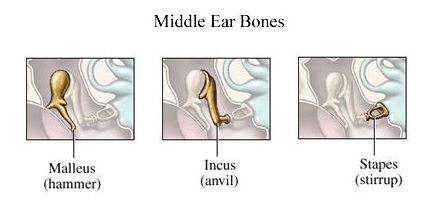 Middle Ear Bones
Malleus
(hammer)
Incus
(anvil)
Stapes
(stirrup)